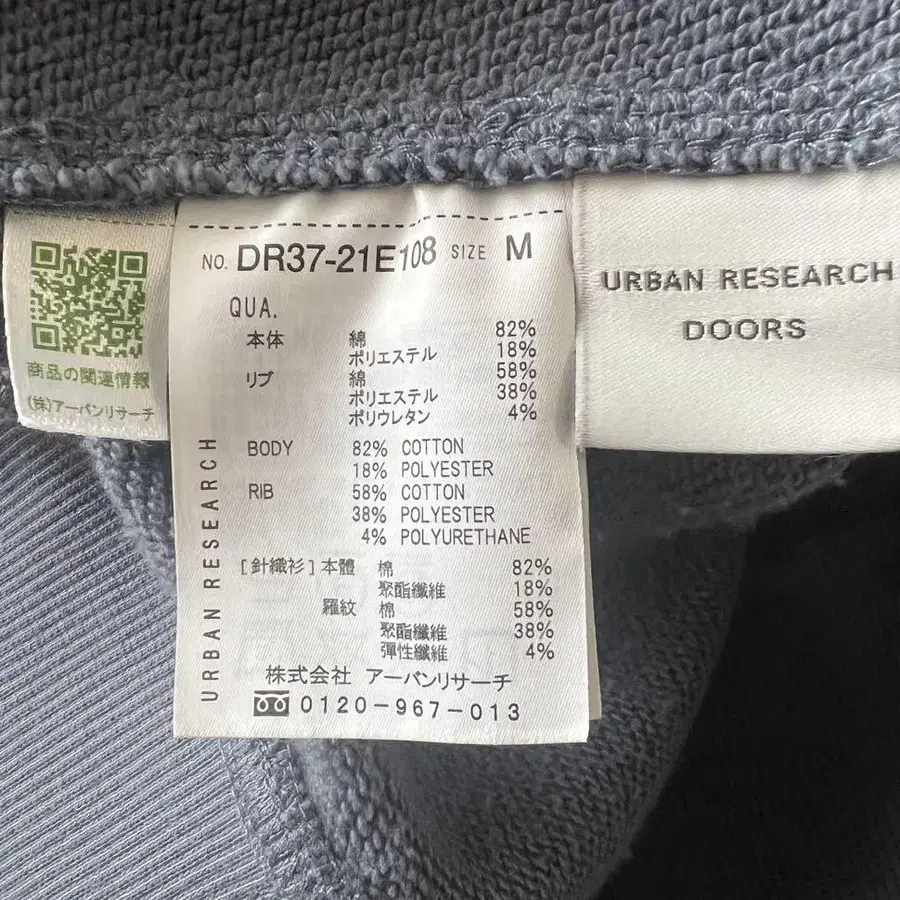 商品の関連情報
(株)アーバンリサーチ
NO. DR37-21E108 SIZE M
QUA.
本体 綿 82%
ポリエステル 18%
リブ 綿 58%
ポリエステル 38%
ポリウレタン 4%
BODY 82% COTTON
18% POLYESTER
RIB 58% COTTON
38% POLYESTER
4% POLYURETHANE
[針織衫]本體 棉 82%
聚酯纖維 18%
羅紋 棉 58%
聚酯纖維 38%
彈性纖維 4%
株式会社 アーバンリサーチ
0120-967-013
URBAN RESEARCH
URBAN RESEARCH
DOORS